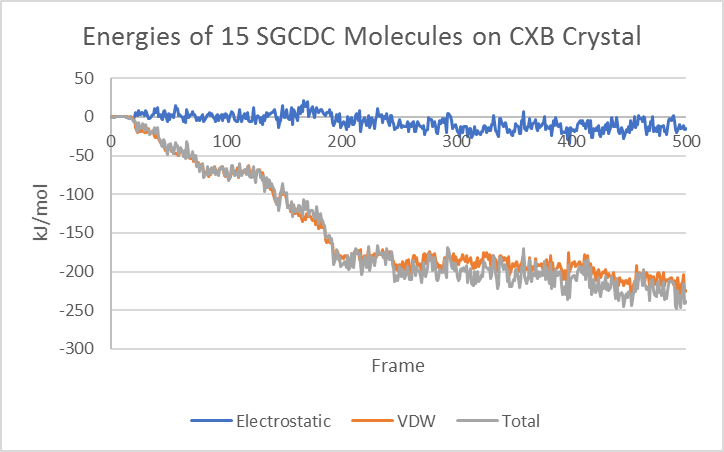 Energies of 15 SGCDC Molecules on CXB Crystal
50
0
-50
-100
-150
-200
-250
-300
0 100 200 300 400 500
kJ/mol
Frame
Electrostatic VDW Total